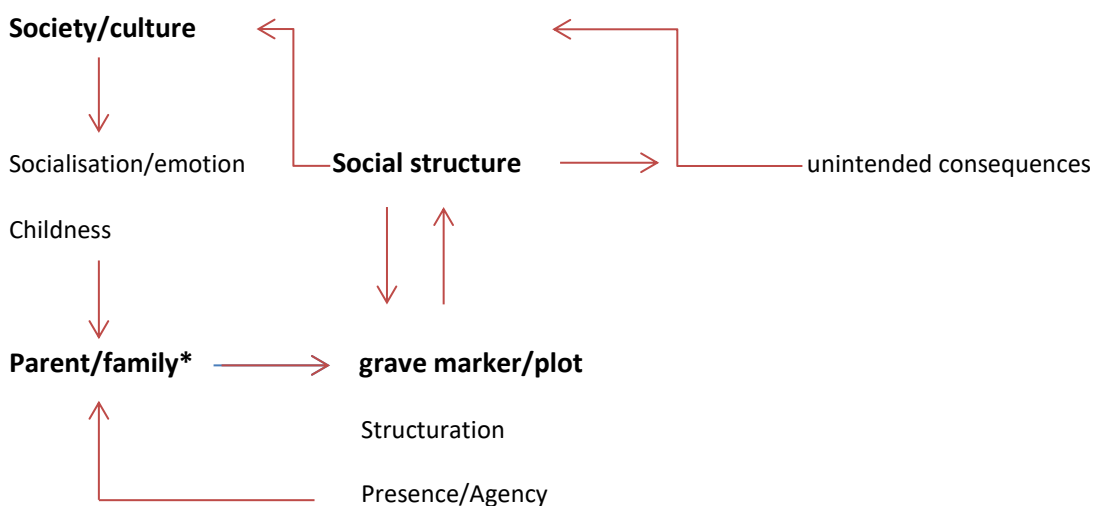 Society/culture
Socialisation/emotion
Social structure
unintended consequences
Childness
Parent/family*
grave marker/plot
Structuration
Presence/Agency